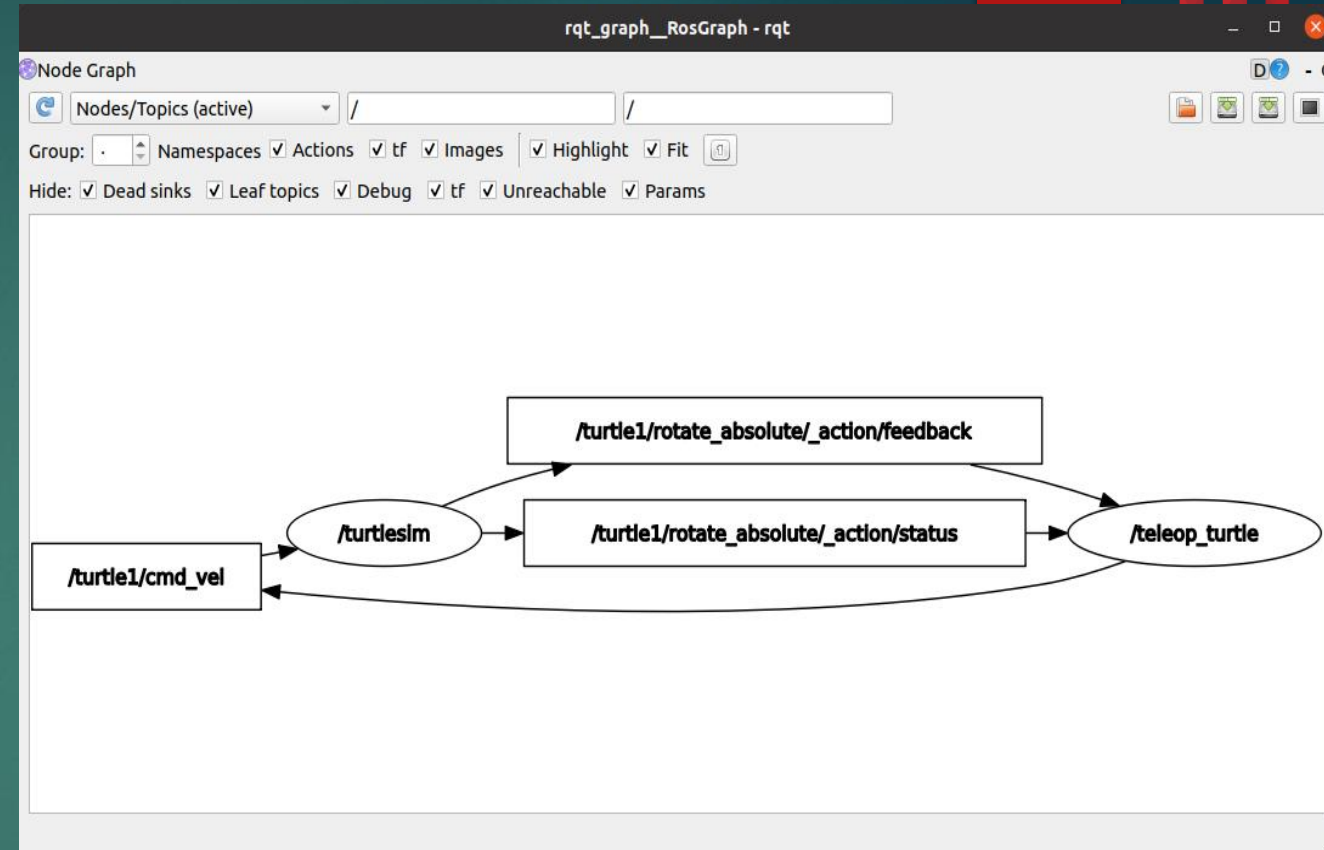 rqt_graph__RosGraph - rqt
Node Graph
D? -
Nodes/Topics (active) / /
Group: Namespaces Actions tf Images Highlight Fit
Hide: Dead sinks Leaf topics Debug tf Unreachable Params
/turtle1/rotate_absolute/_action/feedback
/turtlesim
/turtle1/rotate_absolute/_action/status
/teleop_turtle
/turtle1/cmd_vel